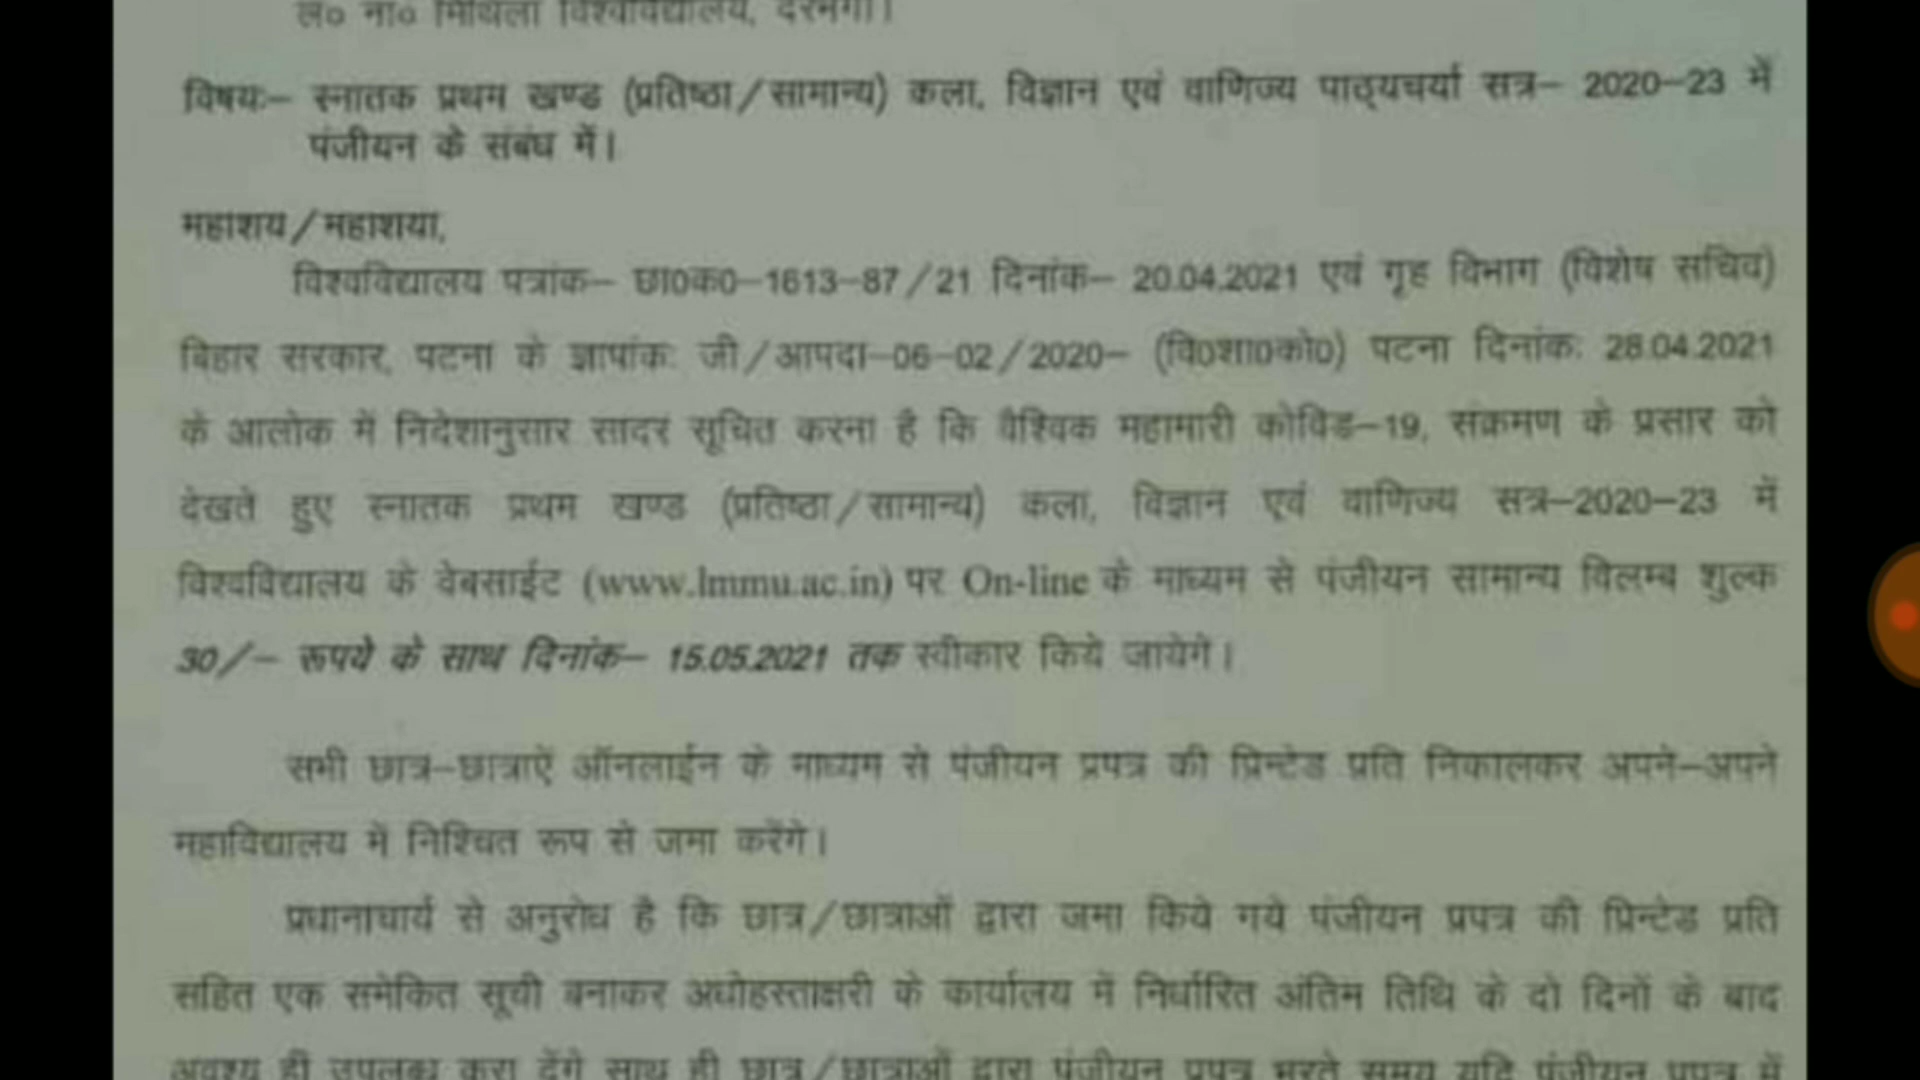 ल० ना० मिथिला विश्वविद्यालय, दरभंगा।
विषयः– स्नातक प्रथम खण्ड (प्रतिष्ठा/सामान्य) कला, विज्ञान एवं वाणिज्य पाठ्यचर्या सत्र– 2020–23 में
पंजीयन के संबंध में।
महाशय/महाशया,
विश्वविद्यालय पत्रांक– छा0क0–1613–87/21 दिनांक– 20.04.2021 एवं गृह विभाग (विशेष सचिव)
बिहार सरकार, पटना के ज्ञापांकः जी/आपदा–06–02/2020– (वि0शा0को0) पटना दिनांकः 28.04.2021
के आलोक में निदेशानुसार सादर सूचित करना है कि वैश्विक महामारी कोविड–19, संक्रमण के प्रसार को
देखते हुए स्नातक प्रथम खण्ड (प्रतिष्ठा/सामान्य) कला, विज्ञान एवं वाणिज्य सत्र–2020–23 में
विश्वविद्यालय के वेबसाईट (www.lnmu.ac.in) पर On-line के माध्यम से पंजीयन सामान्य विलम्ब शुल्क
30/– रूपये के साथ दिनांक– 15.05.2021 तक स्वीकार किये जायेगे।
सभी छात्र–छात्राऐं ऑनलाईन के माध्यम से पंजीयन प्रपत्र की प्रिन्टेड प्रति निकालकर अपने–अपने
महाविद्यालय में निश्चित रूप से जमा करेंगे।
प्रधानाचार्य से अनुरोध है कि छात्र/छात्राओं द्वारा जमा किये गये पंजीयन प्रपत्र की प्रिन्टेड प्रति
सहित एक समेकित सूची बनाकर अधोहस्ताक्षरी के कार्यालय में निर्धारित अंतिम तिथि के दो दिनों के बाद
अवश्य ही उपलब्ध करा देंगे साथ ही छात्र/छात्राओं द्वारा पंजीयन प्रपत्र भरते समय यदि पंजीयन प्रपत्र में